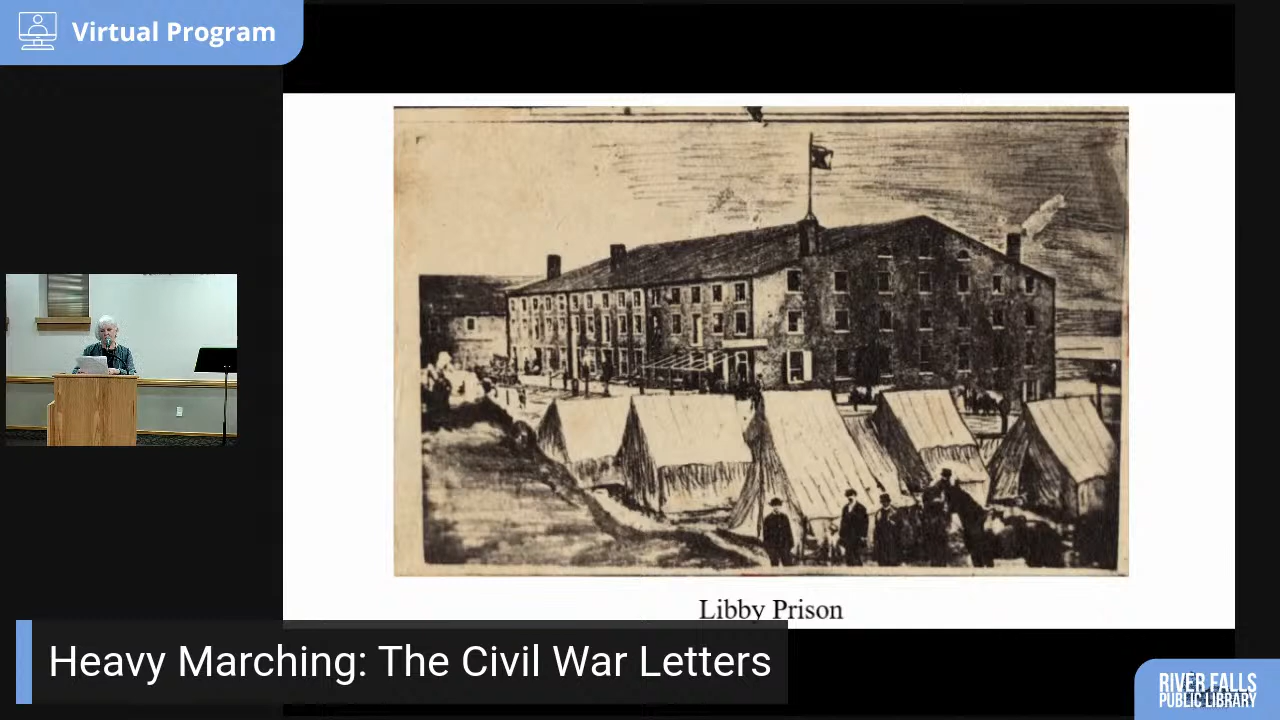 Virtual Program
Libby Prison
Heavy Marching: The Civil War Letters
RIVER FALLS
PUBLIC LIBRARY